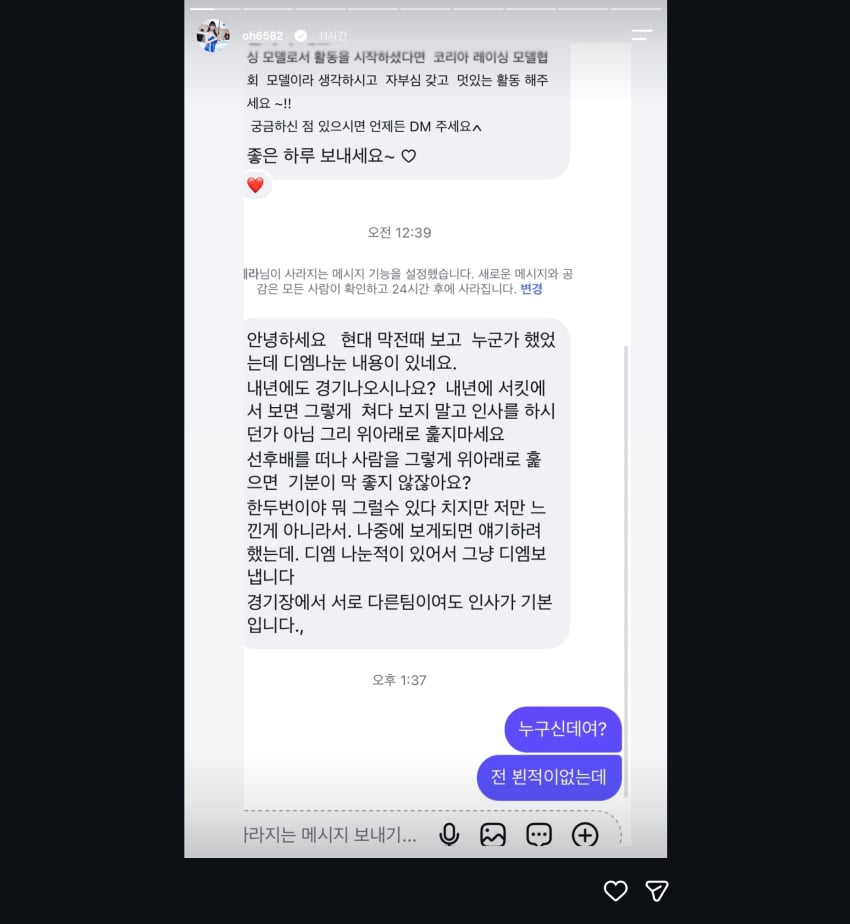 oh6582 11시간
싱 모델로서 활동을 시작하셨다면 코리아 레이싱 모델협
회 모델이라 생각하시고 자부심 갖고 멋있는 활동 해주
세요 ~!!
궁금하신 점 있으시면 언제든 DM 주세요^
좋은 하루 보내세요~ ♡
오전 12:39
님이 사라지는 메시지 기능을 설정했습니다. 새로운 메시지와 공
감은 모든 사람이 확인하고 24시간 후에 사라집니다. 변경
안녕하세요 현대 막전때 보고 누군가 했었
는데 디엠나눈 내용이 있네요.
내년에도 경기나오시나요? 내년에 서킷에
서 보면 그렇게 쳐다 보지 말고 인사를 하시
던가 아님 그리 위아래로 훑지마세요
선후배를 떠나 사람을 그렇게 위아래로 훑
으면 기분이 막 좋지 않잖아요?
한두번이야 뭐 그럴수 있다 치지만 저만 느
낀게 아니라서. 나중에 보게되면 얘기하려
했는데. 디엠 나눈적이 있어서 그냥 디엠보
냅니다
경기장에서 서로 다른팀이여도 인사가 기본
입니다.,
오후 1:37
누구신데여?
전 뵌적이없는데
라지는 메시지 보내기...